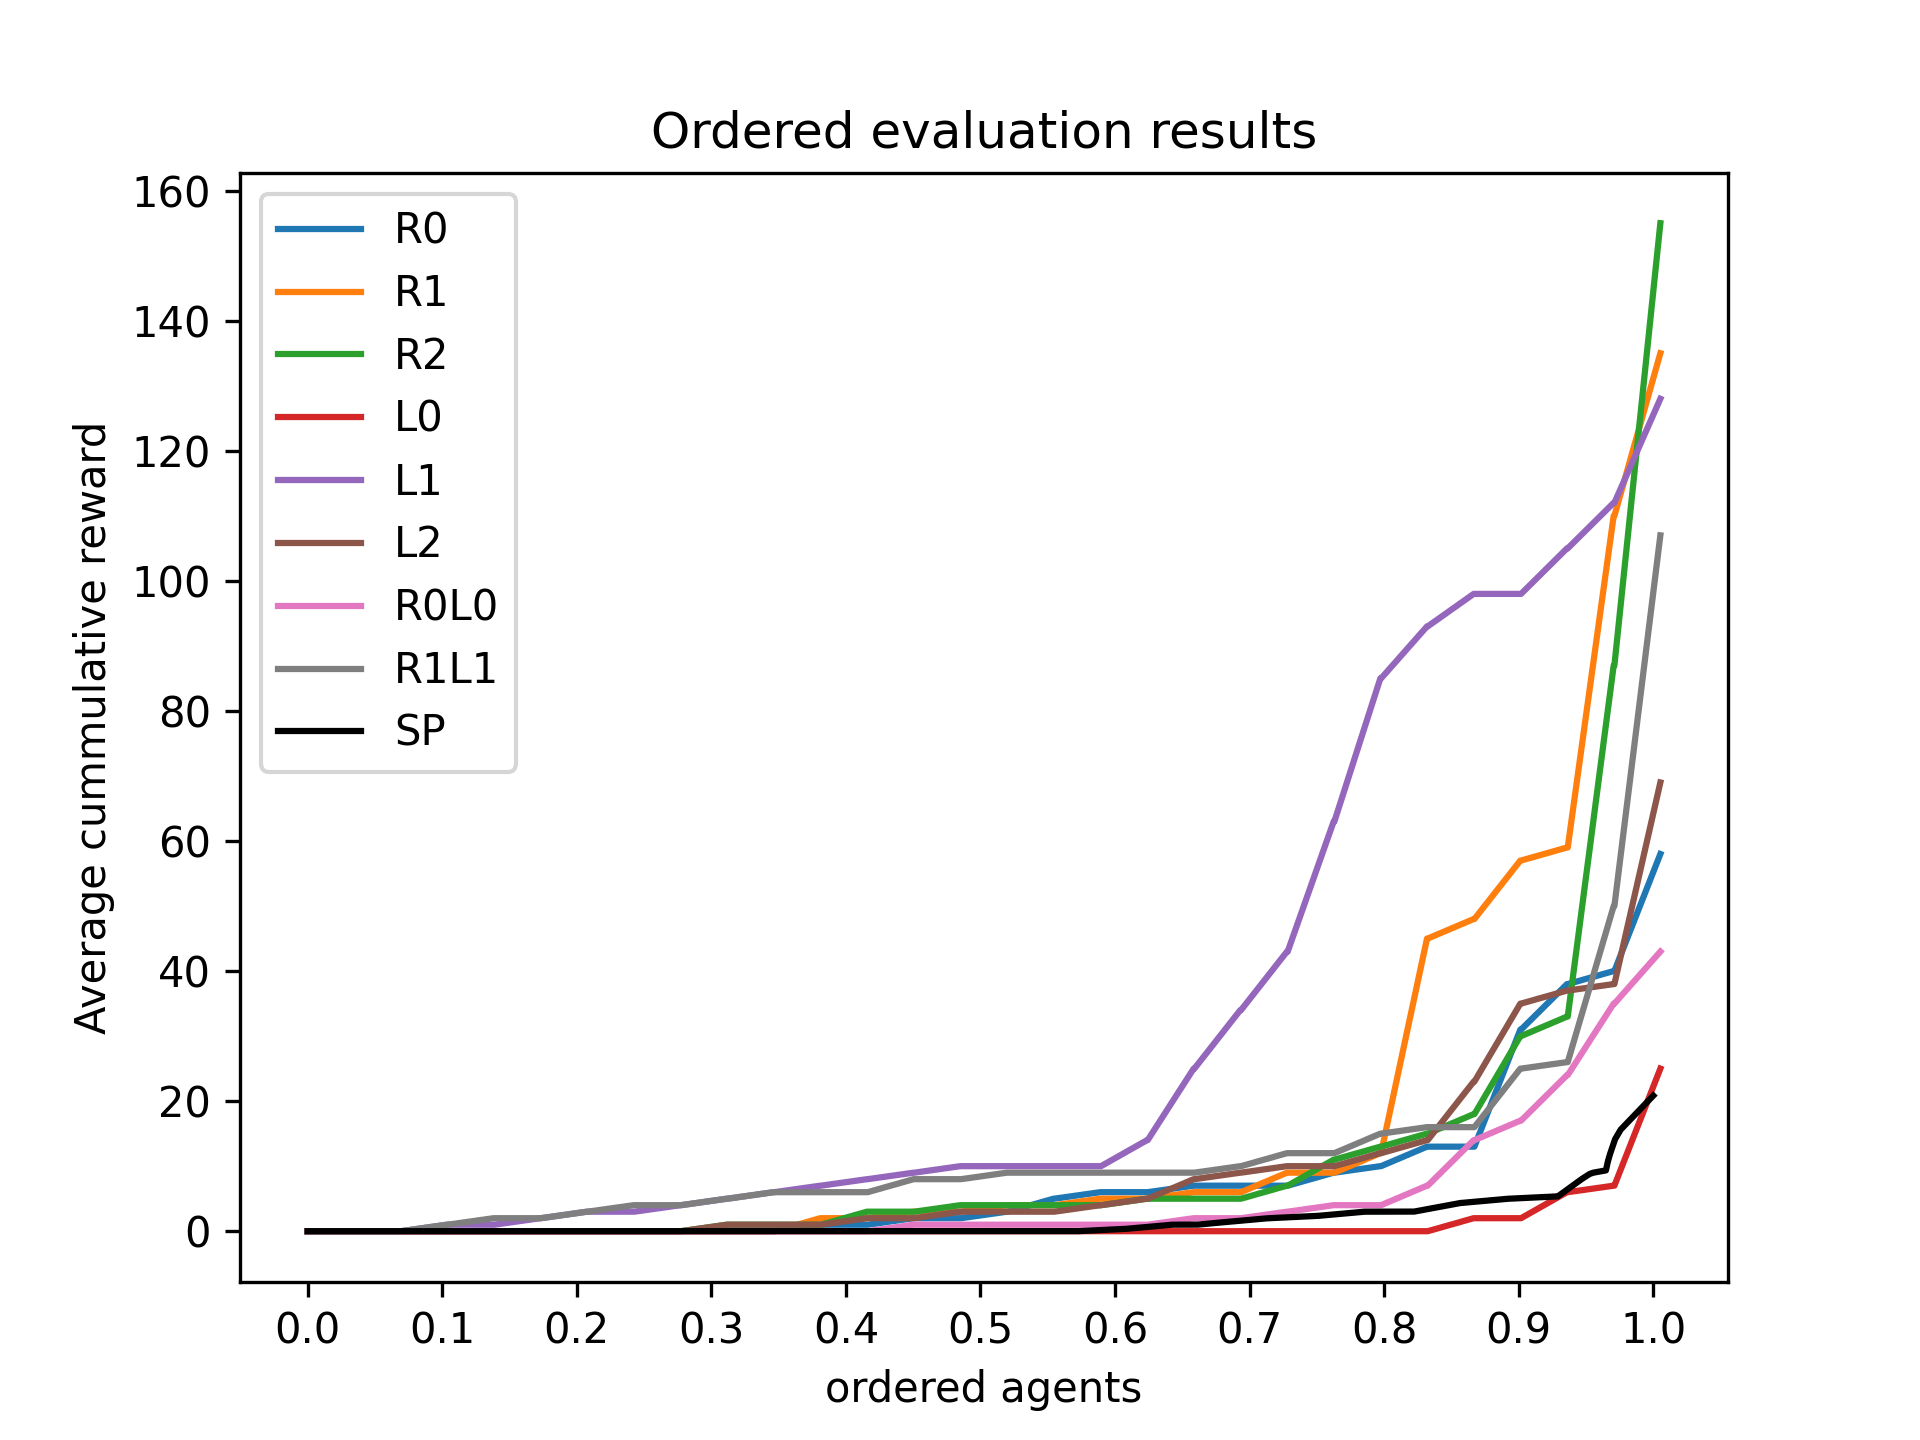 Ordered evaluation results
160
140
120
100
80
60
40
20
0
Average cummulative reward
R0
R1
R2
L0
L1
L2
R0L0
R1L1
SP
0.0 0.1 0.2 0.3 0.4 0.5 0.6 0.7 0.8 0.9 1.0
ordered agents